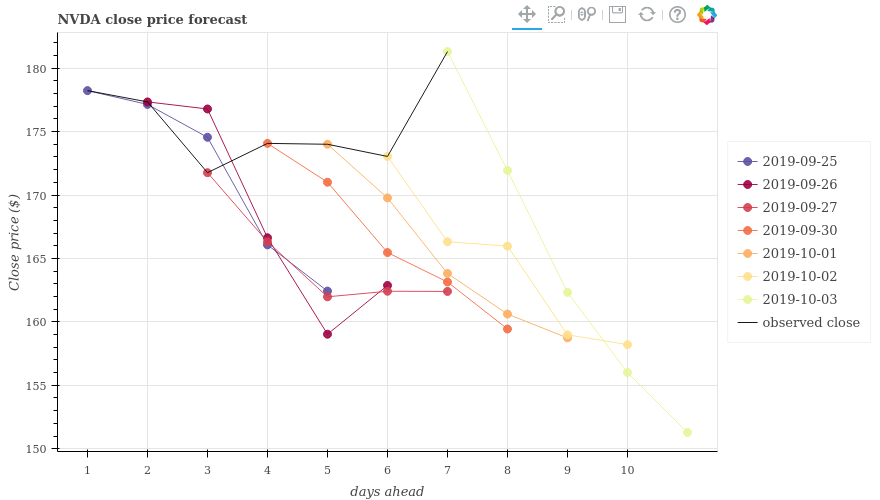 NVDA close price forecast
180
175
170
165
160
155
150
Close price ($)
1 2 3 4 5 6 7 8 9 10
days ahead
2019-09-25
2019-09-26
2019-09-27
2019-09-30
2019-10-01
2019-10-02
2019-10-03
observed close